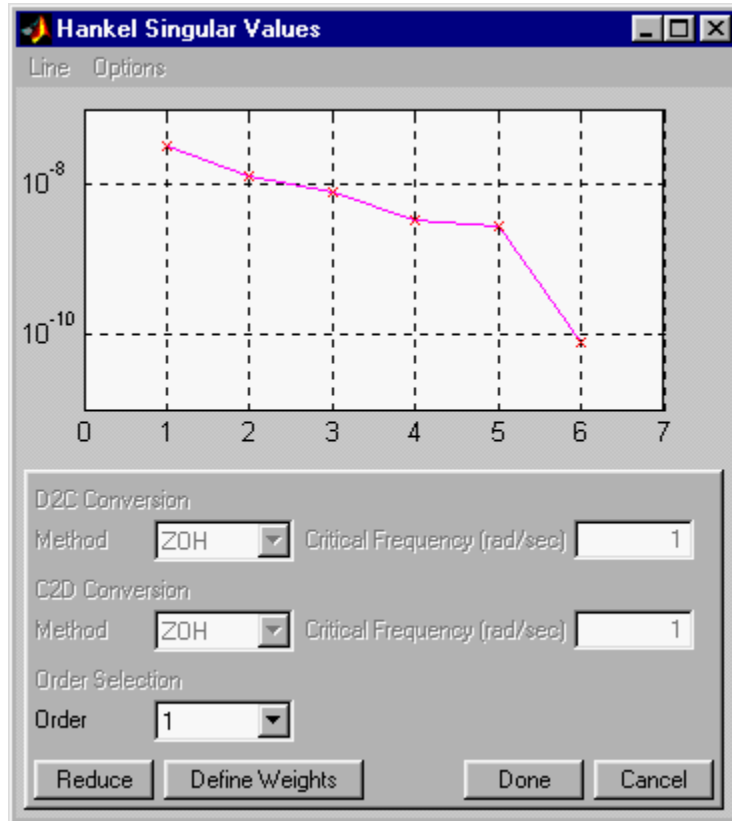 Hankel Singular Values
Line Options
10^-8
10^-10
0 1 2 3 4 5 6 7
D2C Conversion
Method ZOH Critical Frequency (rad/sec) 1
C2D Conversion
Method ZOH Critical Frequency (rad/sec) 1
Order Selection
Order 1
Reduce Define Weights Done Cancel